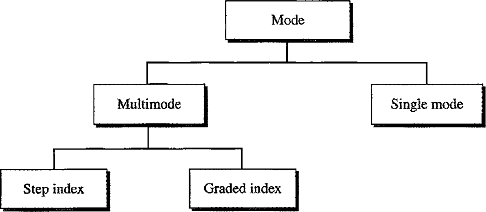 Mode
Multimode
Single mode
Step index
Graded index